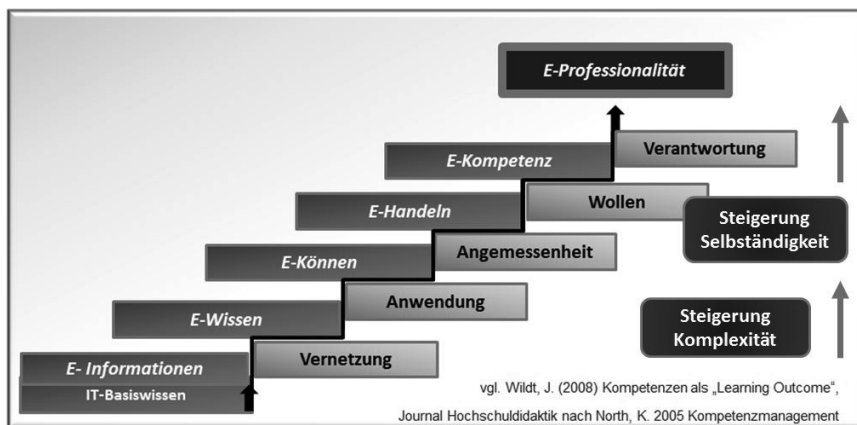 E-Professionalität
E-Kompetenz
Verantwortung
E-Handeln
Wollen
Steigerung
Selbständigkeit
E-Können
Angemessenheit
E-Wissen
Anwendung
Steigerung
Komplexität
E- Informationen
Vernetzung
IT-Basiswissen
vgl. Wildt, J. (2008) Kompetenzen als „Learning Outcome“,
Journal Hochschuldidaktik nach North, K. 2005 Kompetenzmanagement